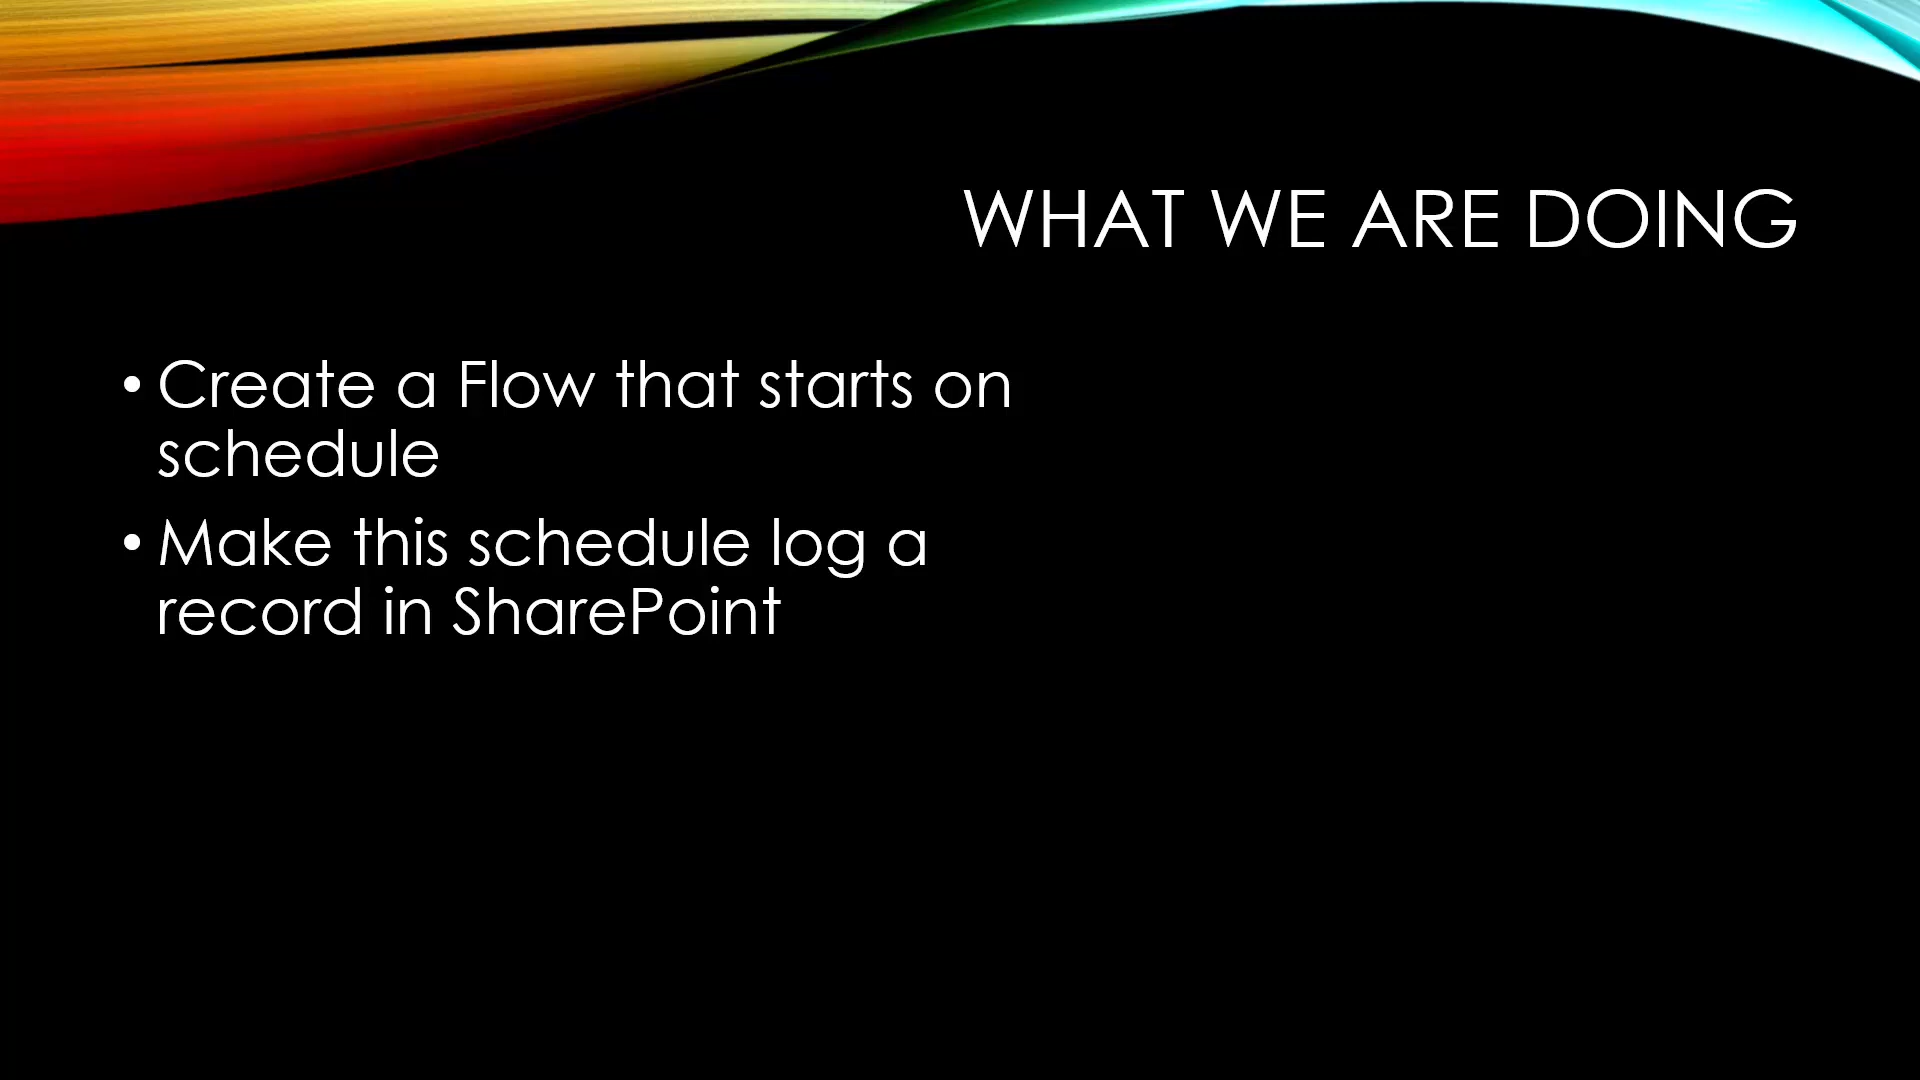 WHAT WE ARE DOING
• Create a Flow that starts on
schedule
• Make this schedule log a
record in SharePoint